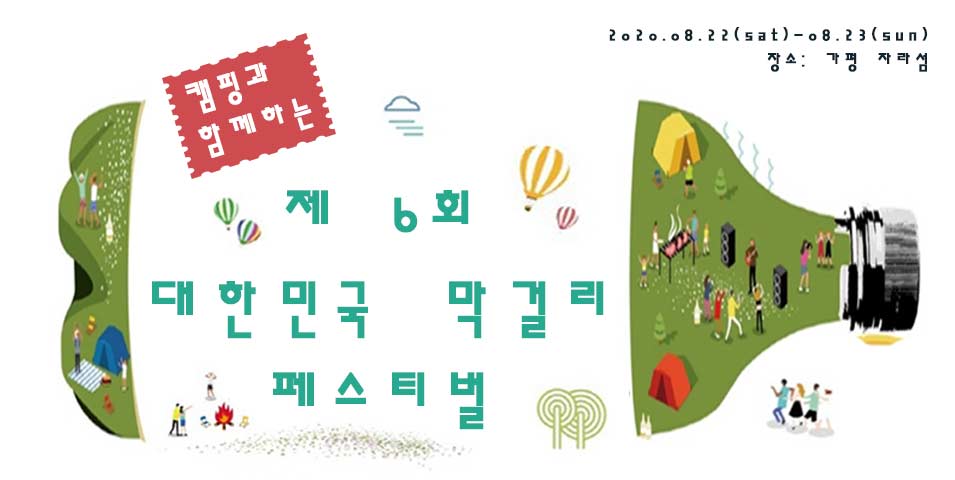 2020.08.22(sat)-08.23(sun)
장소: 가평 자라섬
캠핑과
함께하는
제 6회
대한민국 막걸리
페스티벌